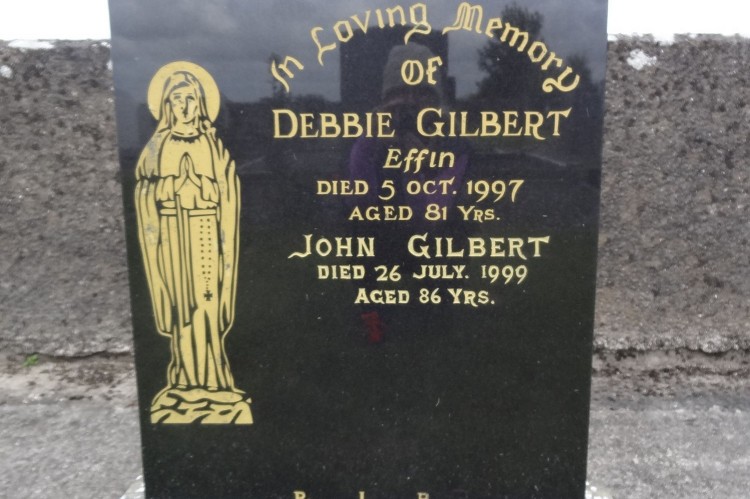 In Loving Memory
OF
DEBBIE GILBERT
Effin
DIED 5 OCT. 1997
AGED 81 YRS.
JOHN GILBERT
DIED 26 JULY. 1999
AGED 86 YRS.